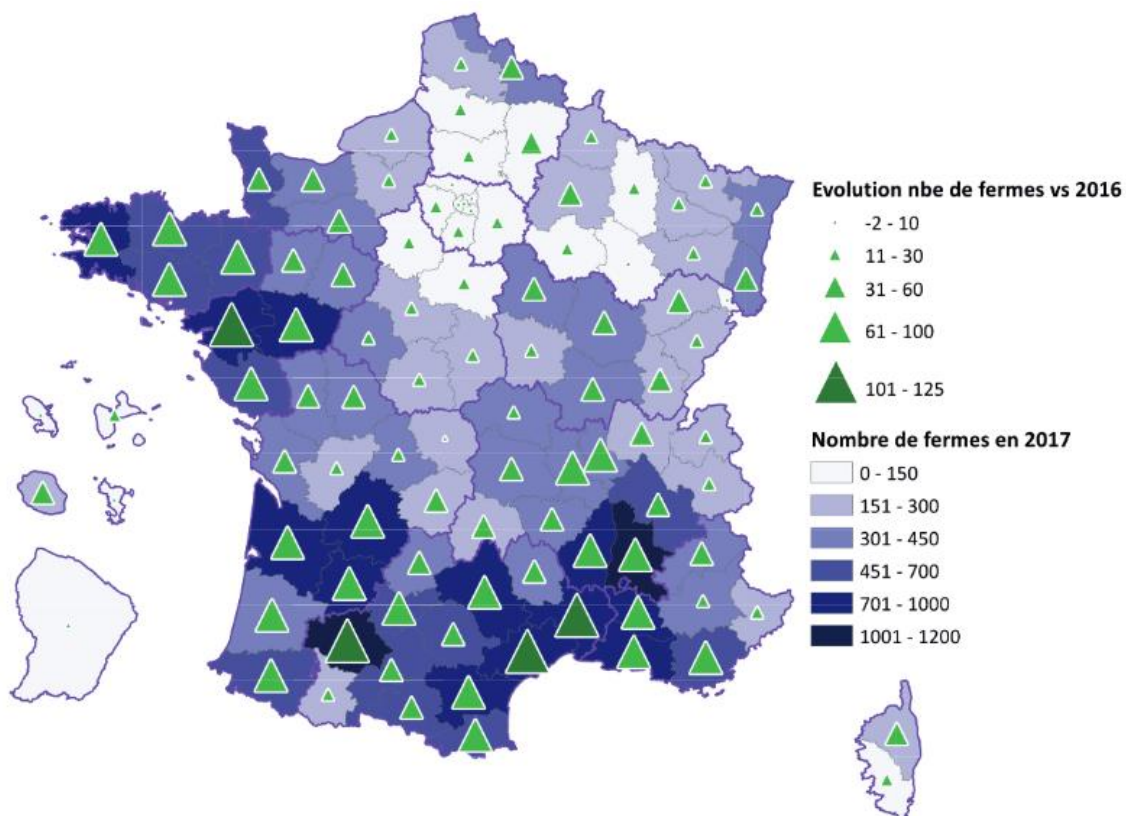 Evolution nbe de fermes vs 2016
-2 - 10
11 - 30
31 - 60
61 - 100
101 - 125
Nombre de fermes en 2017
0 - 150
151 - 300
301 - 450
451 - 700
701 - 1000
1001 - 1200